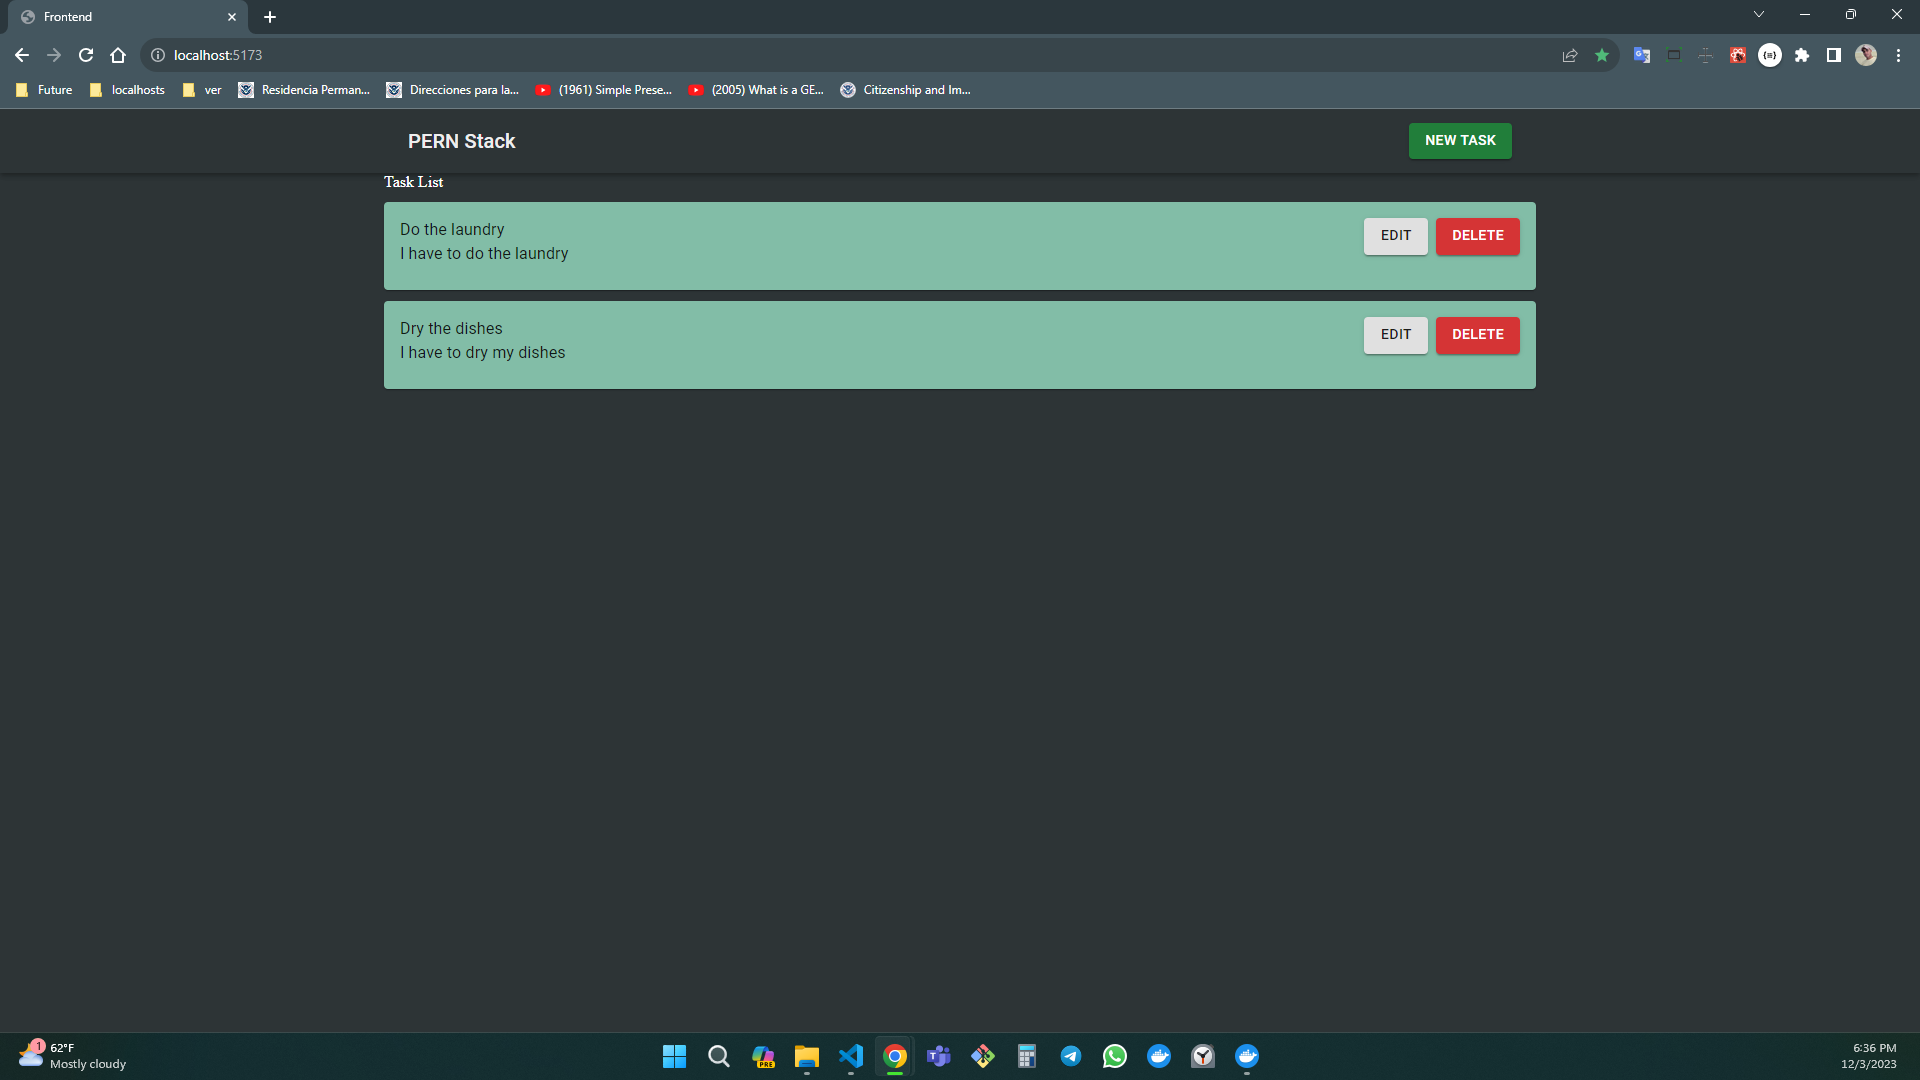 Frontend
localhost:5173
Future
localhosts
ver
Residencia Perman...
Direcciones para la...
(1961) Simple Prese...
(2005) What is a GE...
Citizenship and Im...
PERN Stack
NEW TASK
Task List
Do the laundry
I have to do the laundry
EDIT
DELETE
Dry the dishes
I have to dry my dishes
EDIT
DELETE
1
62°F
Mostly cloudy
PRE
6:36 PM
12/3/2023